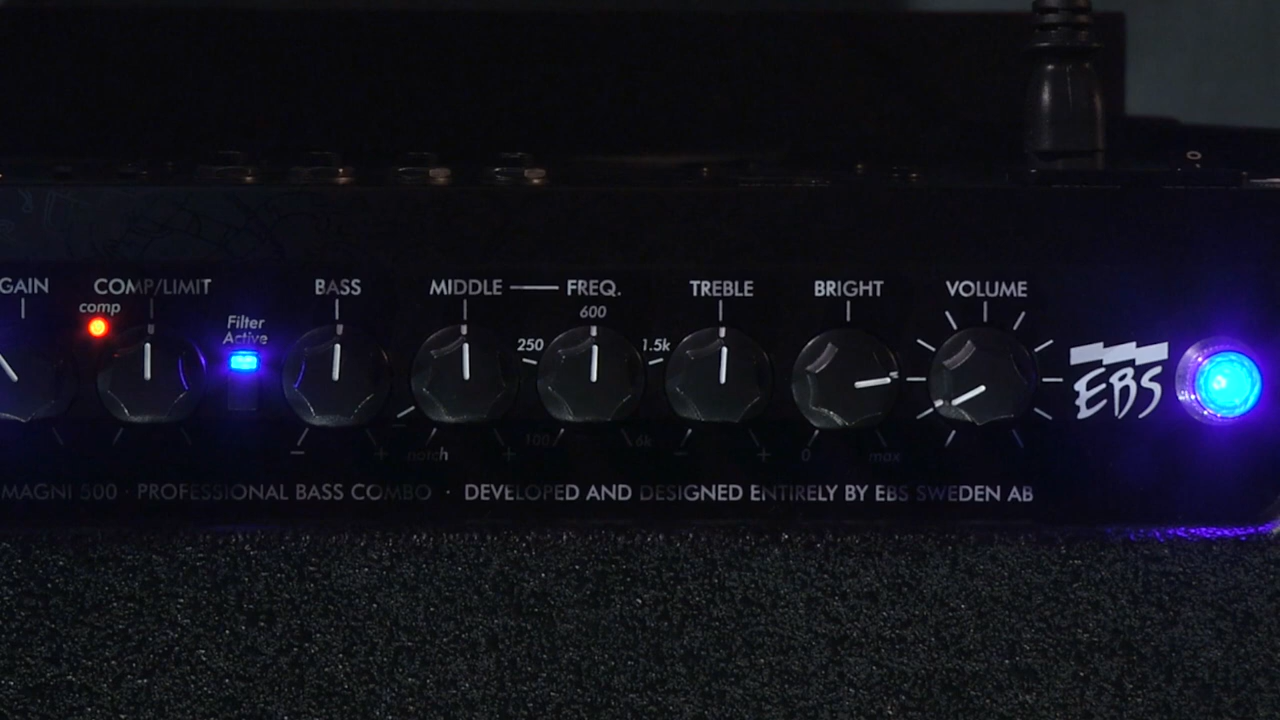 GAIN COMP/LIMIT BASS MIDDLE FREQ. TREBLE BRIGHT VOLUME
comp
600
Filter
Active
250 1.5k
EBS
100 6k
notch 0 max
MAGNI 500 · PROFESSIONAL BASS COMBO · DEVELOPED AND DESIGNED ENTIRELY BY EBS SWEDEN AB